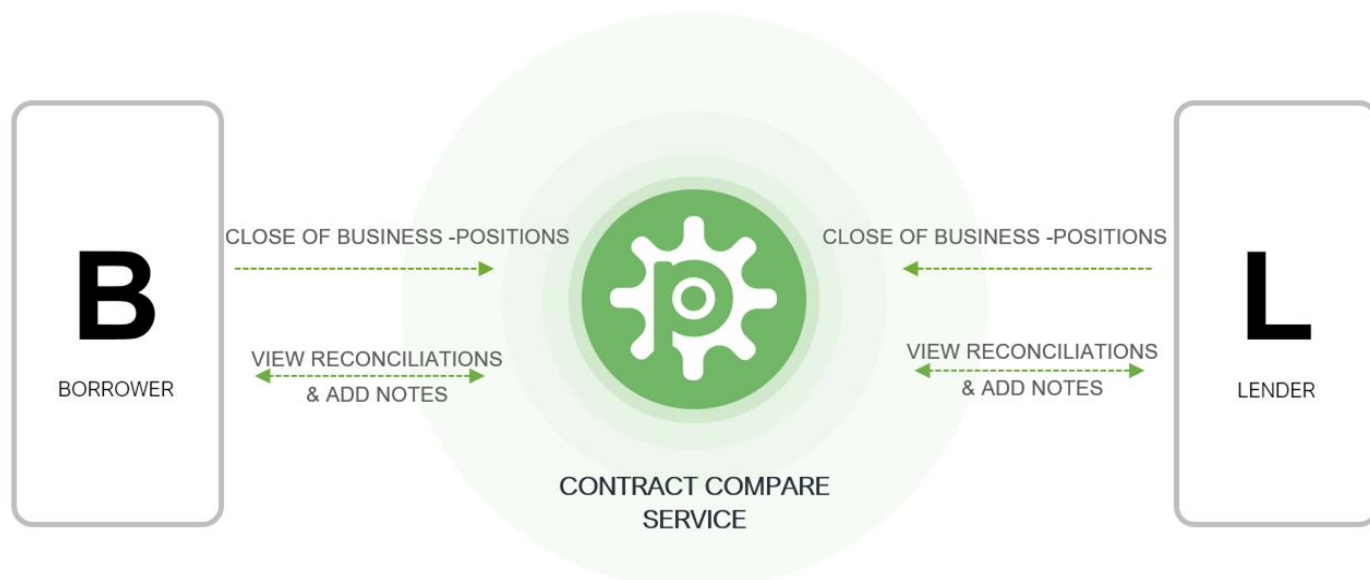 B
BORROWER
CLOSE OF BUSINESS -POSITIONS
VIEW RECONCILIATIONS
& ADD NOTES
p
CONTRACT COMPARE
SERVICE
CLOSE OF BUSINESS -POSITIONS
VIEW RECONCILIATIONS
& ADD NOTES
L
LENDER